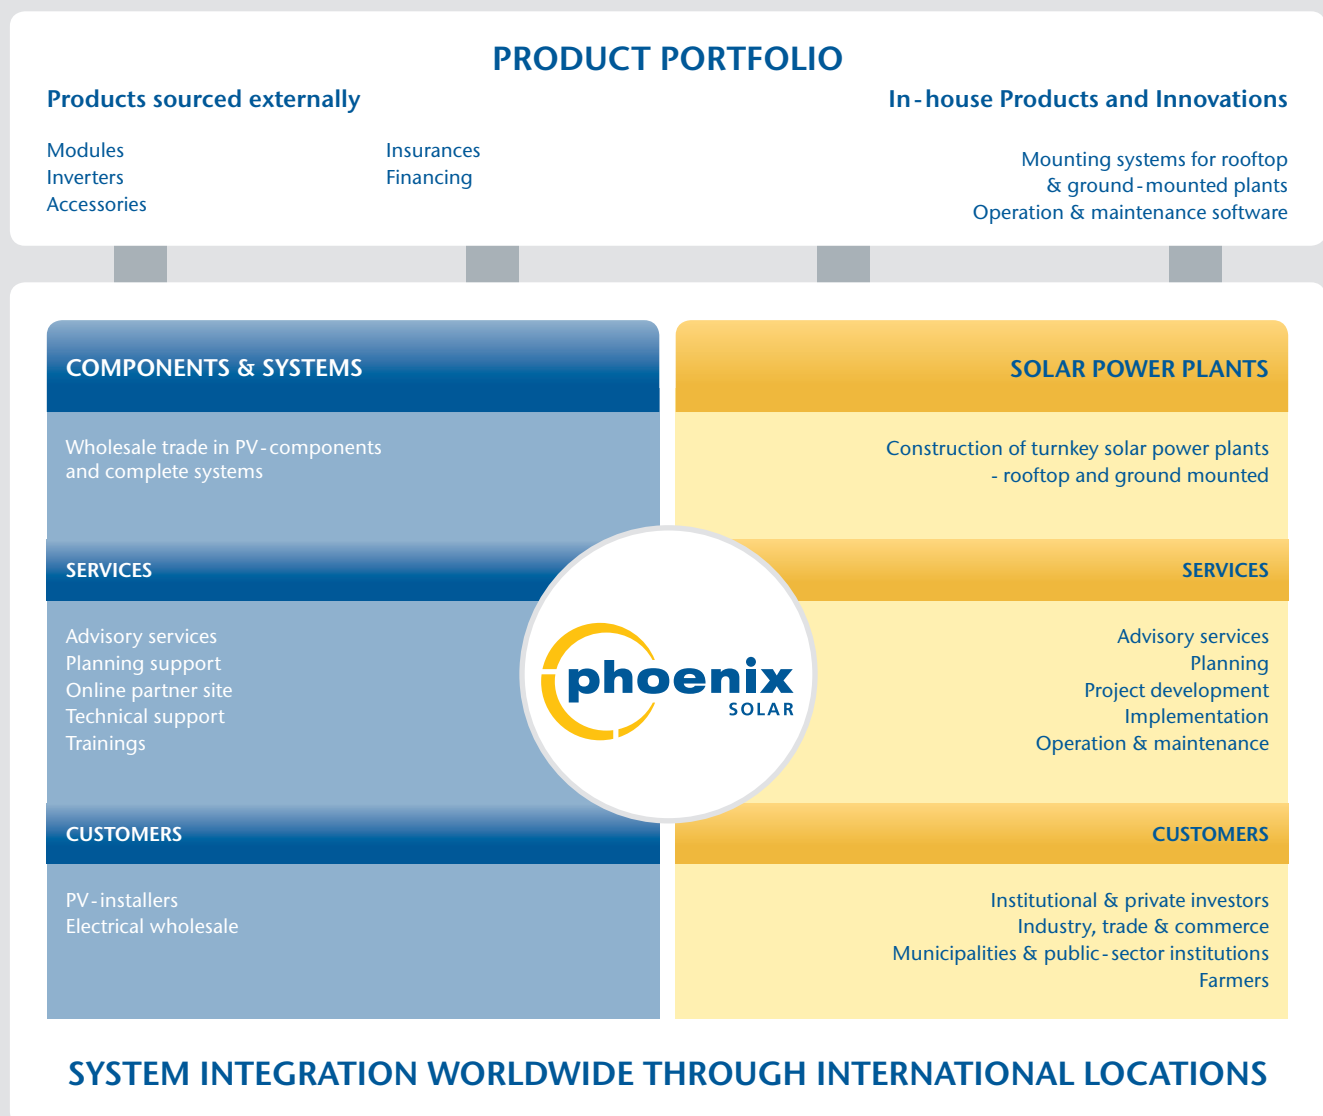 PRODUCT PORTFOLIO
Products sourced externally
Modules
Inverters
Accessories
Insurances
Financing
In-house Products and Innovations
Mounting systems for rooftop
& ground-mounted plants
Operation & maintenance software
COMPONENTS & SYSTEMS
Wholesale trade in PV-components
and complete systems
SERVICES
Advisory services
Planning support
Online partner site
Technical support
Trainings
CUSTOMERS
PV-installers
Electrical wholesale
phoenix
SOLAR
SOLAR POWER PLANTS
Construction of turnkey solar power plants
- rooftop and ground mounted
SERVICES
Advisory services
Planning
Project development
Implementation
Operation & maintenance
CUSTOMERS
Institutional & private investors
Industry, trade & commerce
Municipalities & public-sector institutions
Farmers
SYSTEM INTEGRATION WORLDWIDE THROUGH INTERNATIONAL LOCATIONS